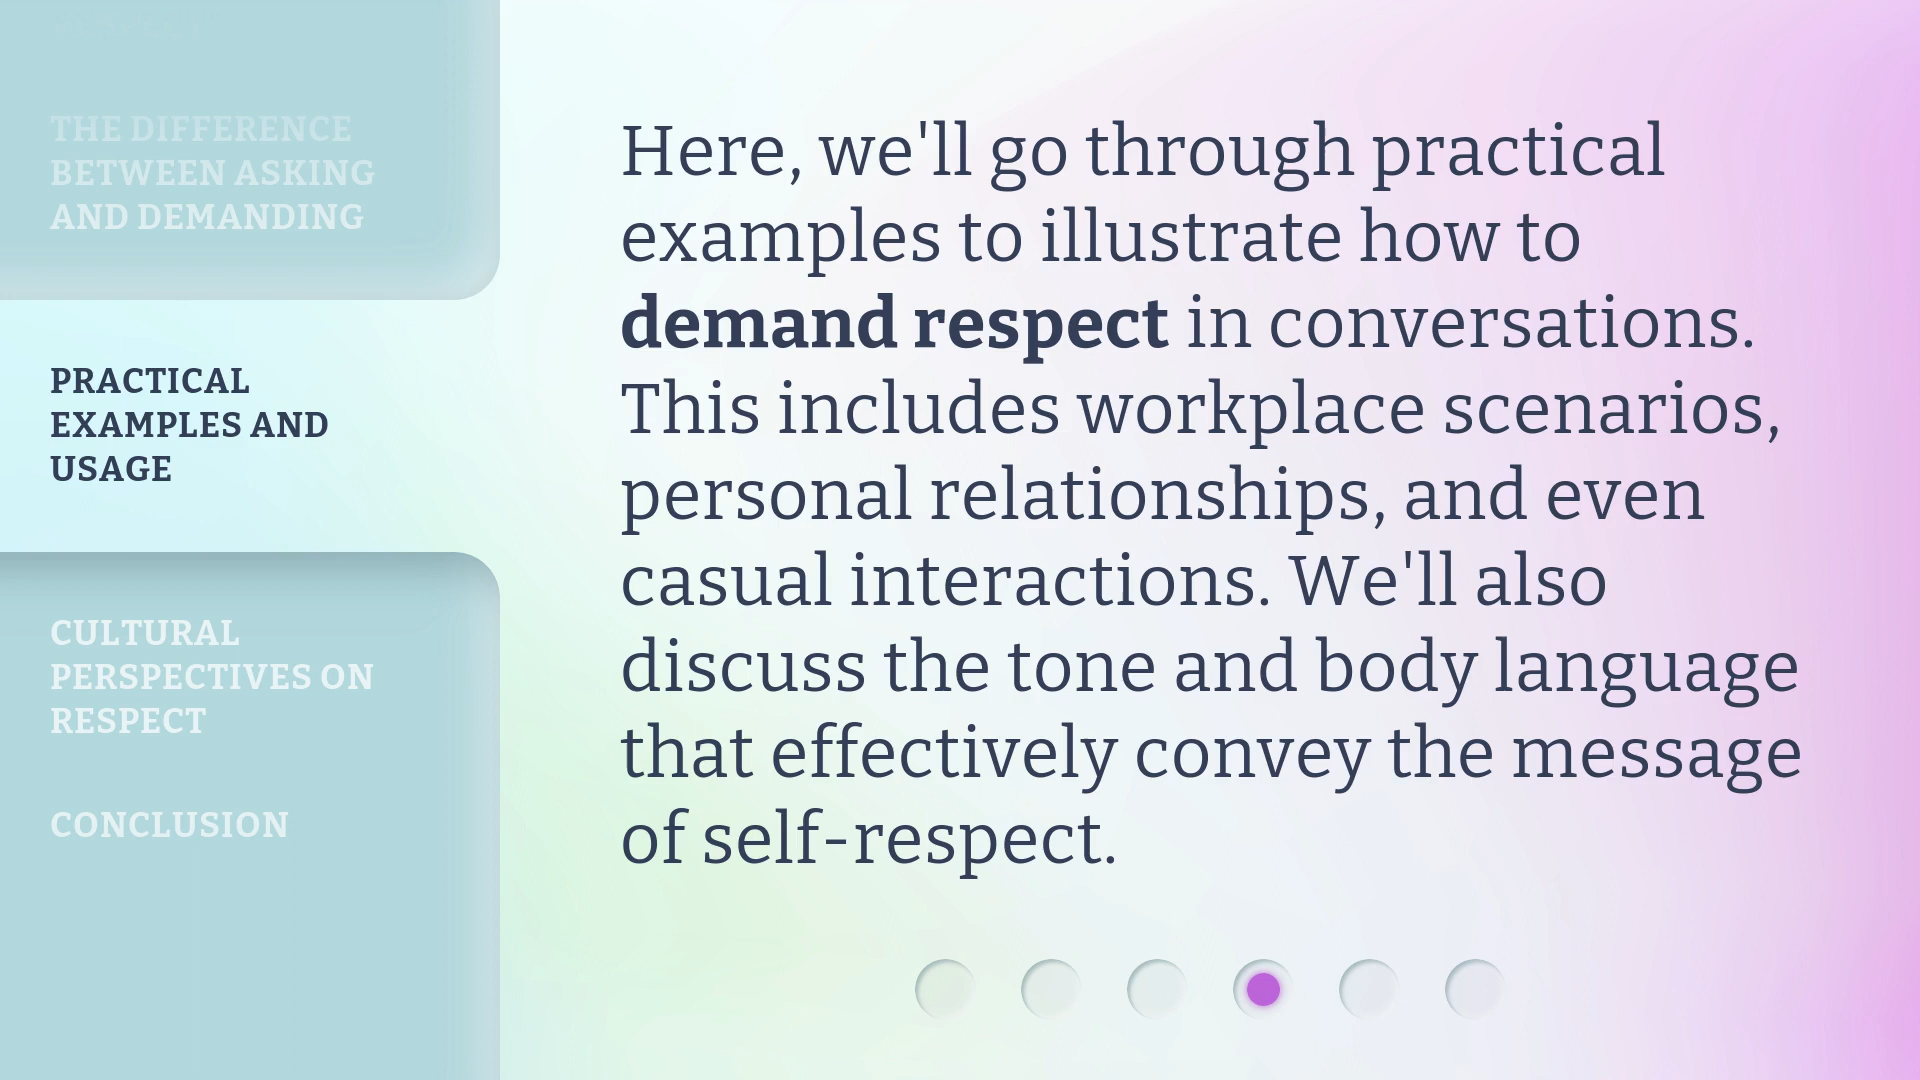 THE DIFFERENCE
BETWEEN ASKING
AND DEMANDING
PRACTICAL
EXAMPLES AND
USAGE
CULTURAL
PERSPECTIVES ON
RESPECT
CONCLUSION
Here, we'll go through practical
examples to illustrate how to
demand respect in conversations.
This includes workplace scenarios,
personal relationships, and even
casual interactions. We'll also
discuss the tone and body language
that effectively convey the message
of self-respect.